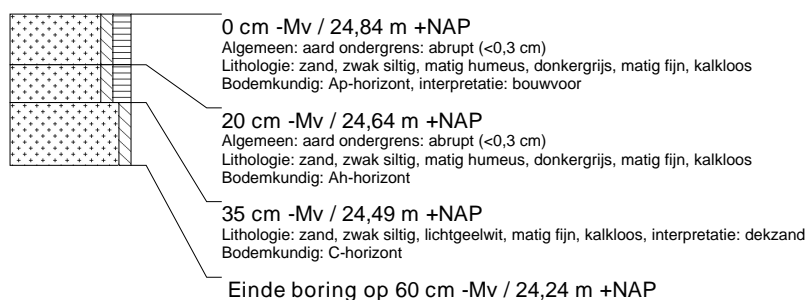 0 cm -Mv / 24,84 m +NAP
Algemeen: aard ondergrens: abrupt (<0,3 cm)
Lithologie: zand, zwak siltig, matig humeus, donkergrijs, matig fijn, kalkloos
Bodemkundig: Ap-horizont, interpretatie: bouwvoor
20 cm -Mv / 24,64 m +NAP
Algemeen: aard ondergrens: abrupt (<0,3 cm)
Lithologie: zand, zwak siltig, matig humeus, donkergrijs, matig fijn, kalkloos
Bodemkundig: Ah-horizont
35 cm -Mv / 24,49 m +NAP
Lithologie: zand, zwak siltig, lichtgeelwit, matig fijn, kalkloos, interpretatie: dekzand
Bodemkundig: C-horizont
Einde boring op 60 cm -Mv / 24,24 m +NAP